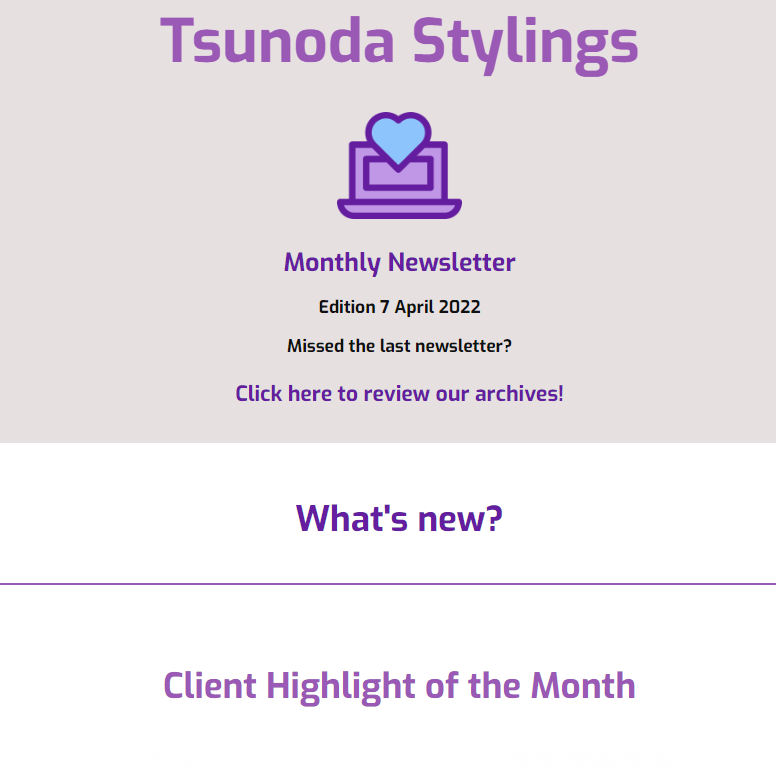 Tsunoda Stylings
Monthly Newsletter
Edition 7 April 2022
Missed the last newsletter?
Click here to review our archives!
What's new?
Client Highlight of the Month